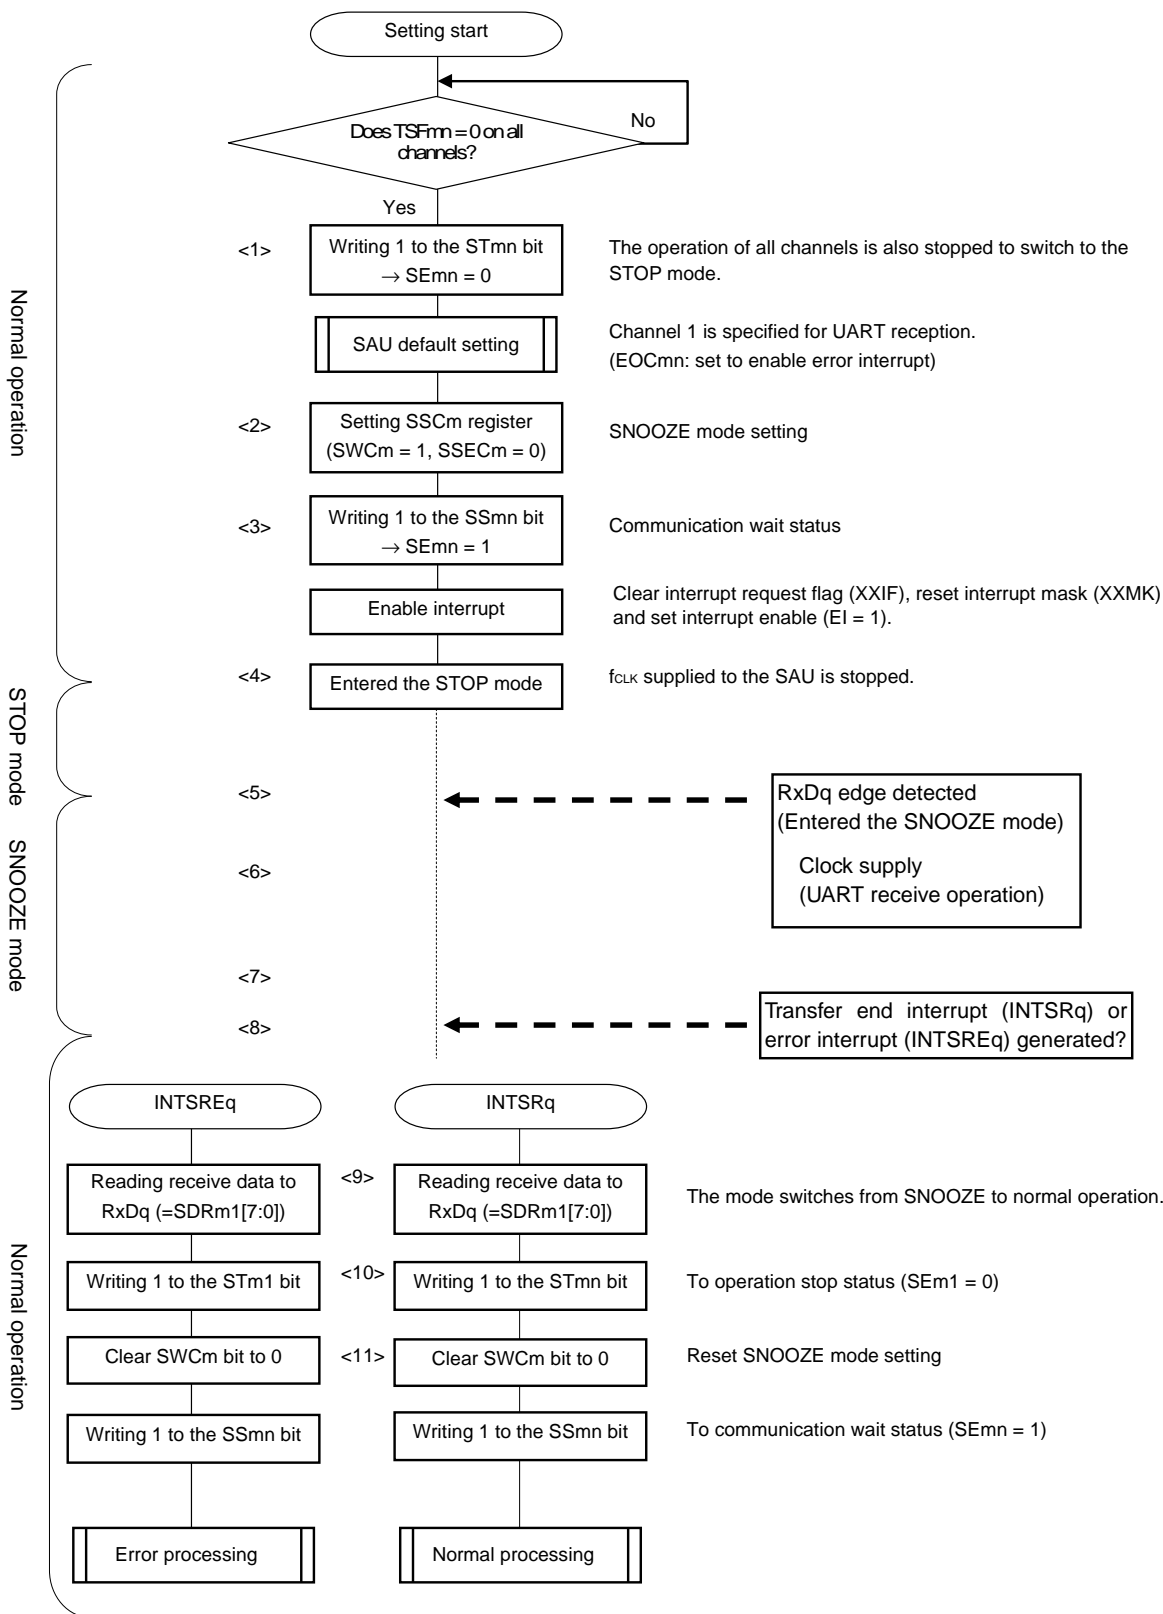 Setting start
No
Does TSFmn = 0 on all
channels?
Yes
<1>
Writing 1 to the STmn bit
→ SEmn = 0
The operation of all channels is also stopped to switch to the
STOP mode.
SAU default setting
Channel 1 is specified for UART reception.
(EOCmn: set to enable error interrupt)
Normal operation
<2>
Setting SSCm register
(SWCm = 1, SSECm = 0)
SNOOZE mode setting
<3>
Writing 1 to the SSmn bit
→ SEmn = 1
Communication wait status
Enable interrupt
Clear interrupt request flag (XXIF), reset interrupt mask (XXMK)
and set interrupt enable (EI = 1).
<4>
Entered the STOP mode
fCLK supplied to the SAU is stopped.
STOP mode
<5>
RxDq edge detected
(Entered the SNOOZE mode)
Clock supply
(UART receive operation)
SNOOZE mode
<6>
<7>
<8>
Transfer end interrupt (INTSRq) or
error interrupt (INTSREq) generated?
INTSREq
INTSRq
Reading receive data to
RxDq (=SDRm1[7:0])
<9>
Reading receive data to
RxDq (=SDRm1[7:0])
The mode switches from SNOOZE to normal operation.
Writing 1 to the STm1 bit
<10>
Writing 1 to the STmn bit
To operation stop status (SEm1 = 0)
Normal operation
Clear SWCm bit to 0
<11>
Clear SWCm bit to 0
Reset SNOOZE mode setting
Writing 1 to the SSmn bit
Writing 1 to the SSmn bit
To communication wait status (SEmn = 1)
Error processing
Normal processing